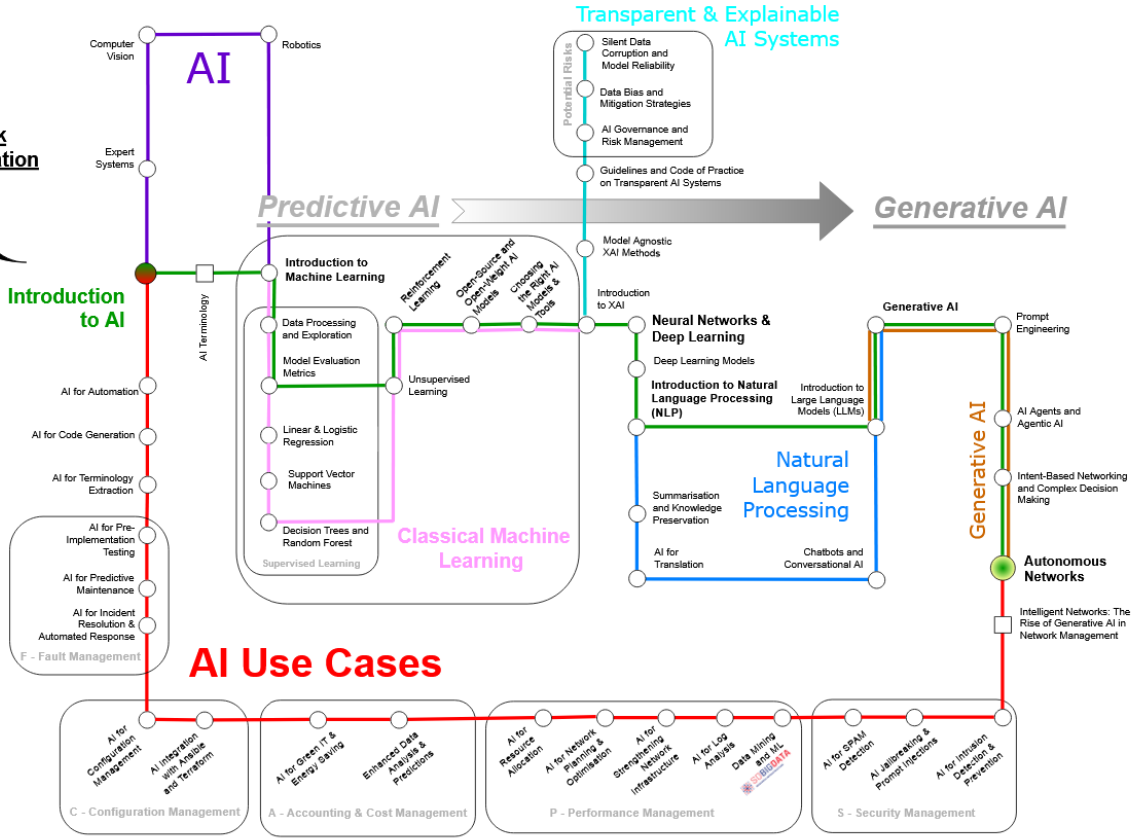 Transparent & Explainable
AI Systems
Computer
Vision
Robotics
AI
Silent Data
Corruption and
Model Reliability
Potential Risks
Data Bias and
Mitigation Strategies
AI Governance and
Risk Management
k
ation
Expert
Systems
Guidelines and Code of Practice
on Transparent AI Systems
Predictive AI
Generative AI
Model Agnostic
XAI Methods
Introduction to
Machine Learning
Reinforcement
Learning
Open-Source and
Open-Weight AI
Models
Choosing
the Right AI
Models &
Tools
Introduction
to XAI
Introduction
to AI
AI Terminology
Data Processing
and Exploration
Model Evaluation
Metrics
Unsupervised
Learning
Neural Networks &
Deep Learning
Deep Learning Models
Introduction to Natural
Language Processing
(NLP)
Generative AI
Prompt
Engineering
Introduction to
Large Language
Models (LLMs)
AI for Automation
AI for Code Generation
AI for Terminology
Extraction
Linear & Logistic
Regression
Support Vector
Machines
Decision Trees and
Random Forest
Supervised Learning
Classical Machine
Learning
Natural
Language
Processing
Summarisation
and Knowledge
Preservation
AI for
Translation
Chatbots and
Conversational AI
Generative AI
AI Agents and
Agentic AI
Intent-Based Networking
and Complex Decision
Making
Autonomous
Networks
Intelligent Networks: The
Rise of Generative AI in
Network Management
AI for Pre-
Implementation
Testing
AI for Predictive
Maintenance
AI for Incident
Resolution &
Automated Response
F - Fault Management
AI Use Cases
AI for
Configuration
Management
AI Integration
with Ansible
and Terraform
C - Configuration Management
AI for Green IT &
Energy Saving
Enhanced Data
Analysis &
Predictions
A - Accounting & Cost Management
AI for
Resource
Allocation
AI for Network
Planning &
Optimisation
AI for
Strengthening
Network
Infrastructure
AI for Log
Analysis
Data Mining
and ML
SOBIGDATA
P - Performance Management
AI for SPAM
Detection
AI Jailbreaking &
Prompt Injections
AI for Intrusion
Detection &
Prevention
S - Security Management